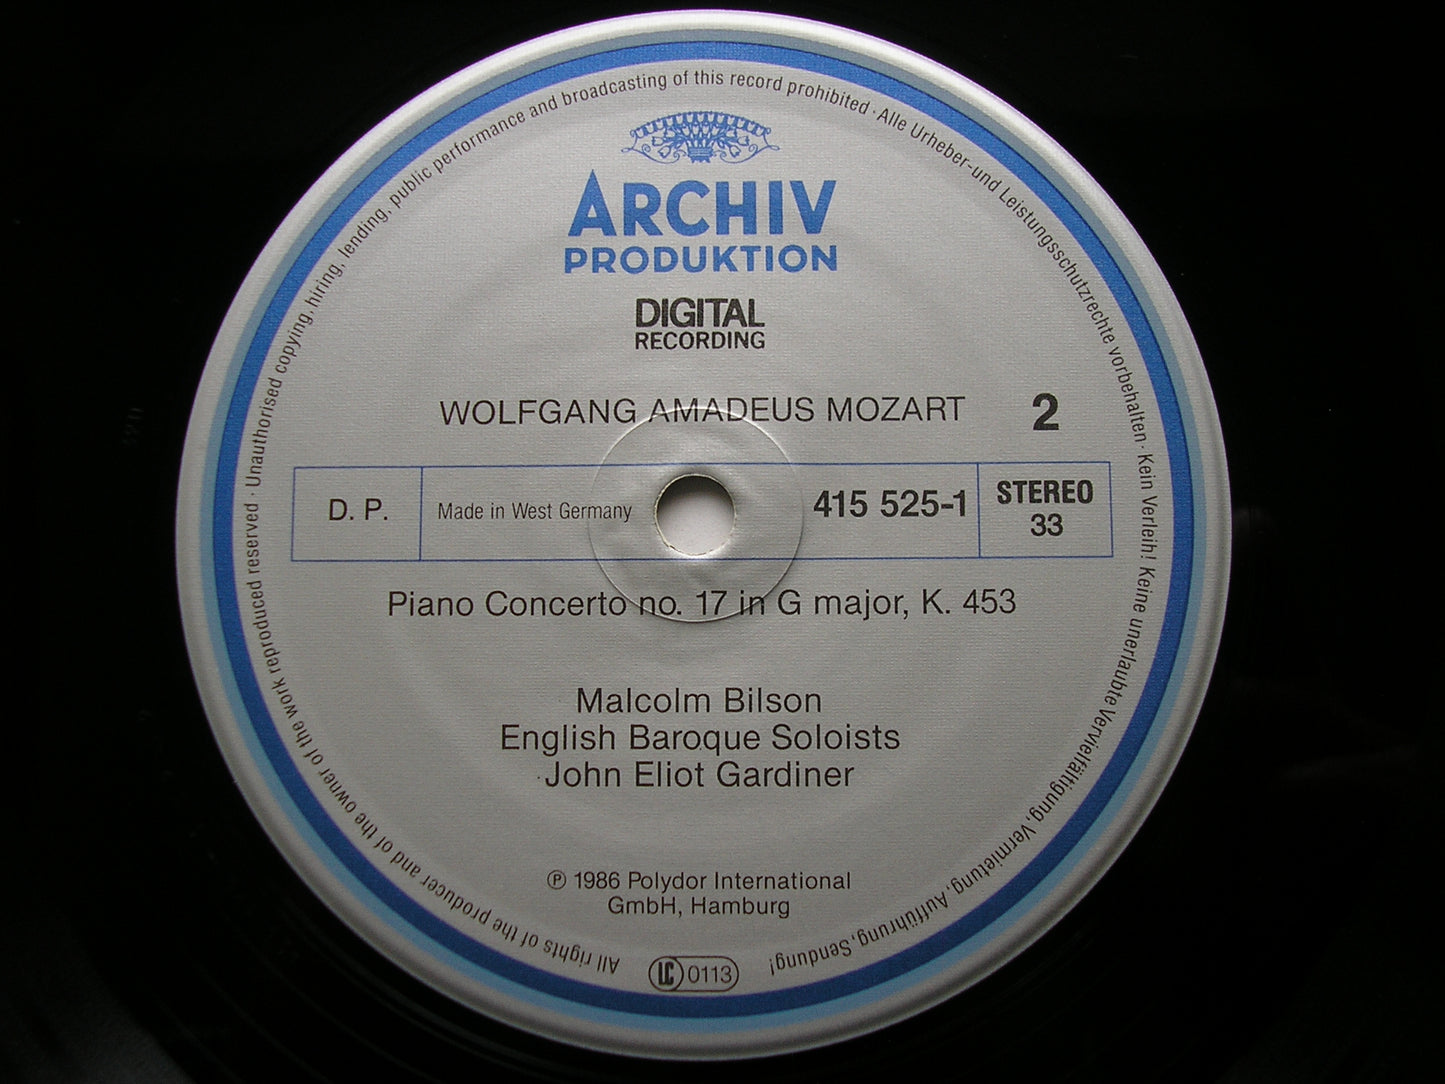 All rights of the producer and of the owner of the work reproduced reserved · Unauthorised copying, hiring, lending, public performance and broadcasting of this record prohibited · Alle Urheber-und Leistungsschutzrechte vorbehalten · Kein Verleih! Keine unerlaubte Vervielfältigung, Vermietung, Aufführung, Sendung!
ARCHIV
PRODUKTION
DIGITAL
RECORDING
WOLFGANG AMADEUS MOZART 2
D. P. Made in West Germany 415 525-1 STEREO
33
Piano Concerto no. 17 in G major, K. 453
Malcolm Bilson
English Baroque Soloists
John Eliot Gardiner
℗ 1986 Polydor International
GmbH, Hamburg
LC 0113